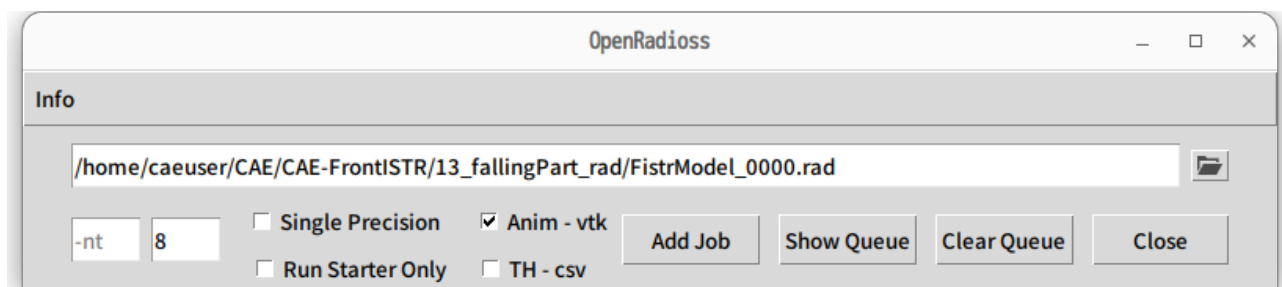 OpenRadioss
Info
/home/caeuser/CAE/CAE-FrontISTR/13_fallingPart_rad/FistrModel_0000.rad
-nt 8 Single Precision Anim - vtk Add Job Show Queue Clear Queue Close
Run Starter Only TH - csv